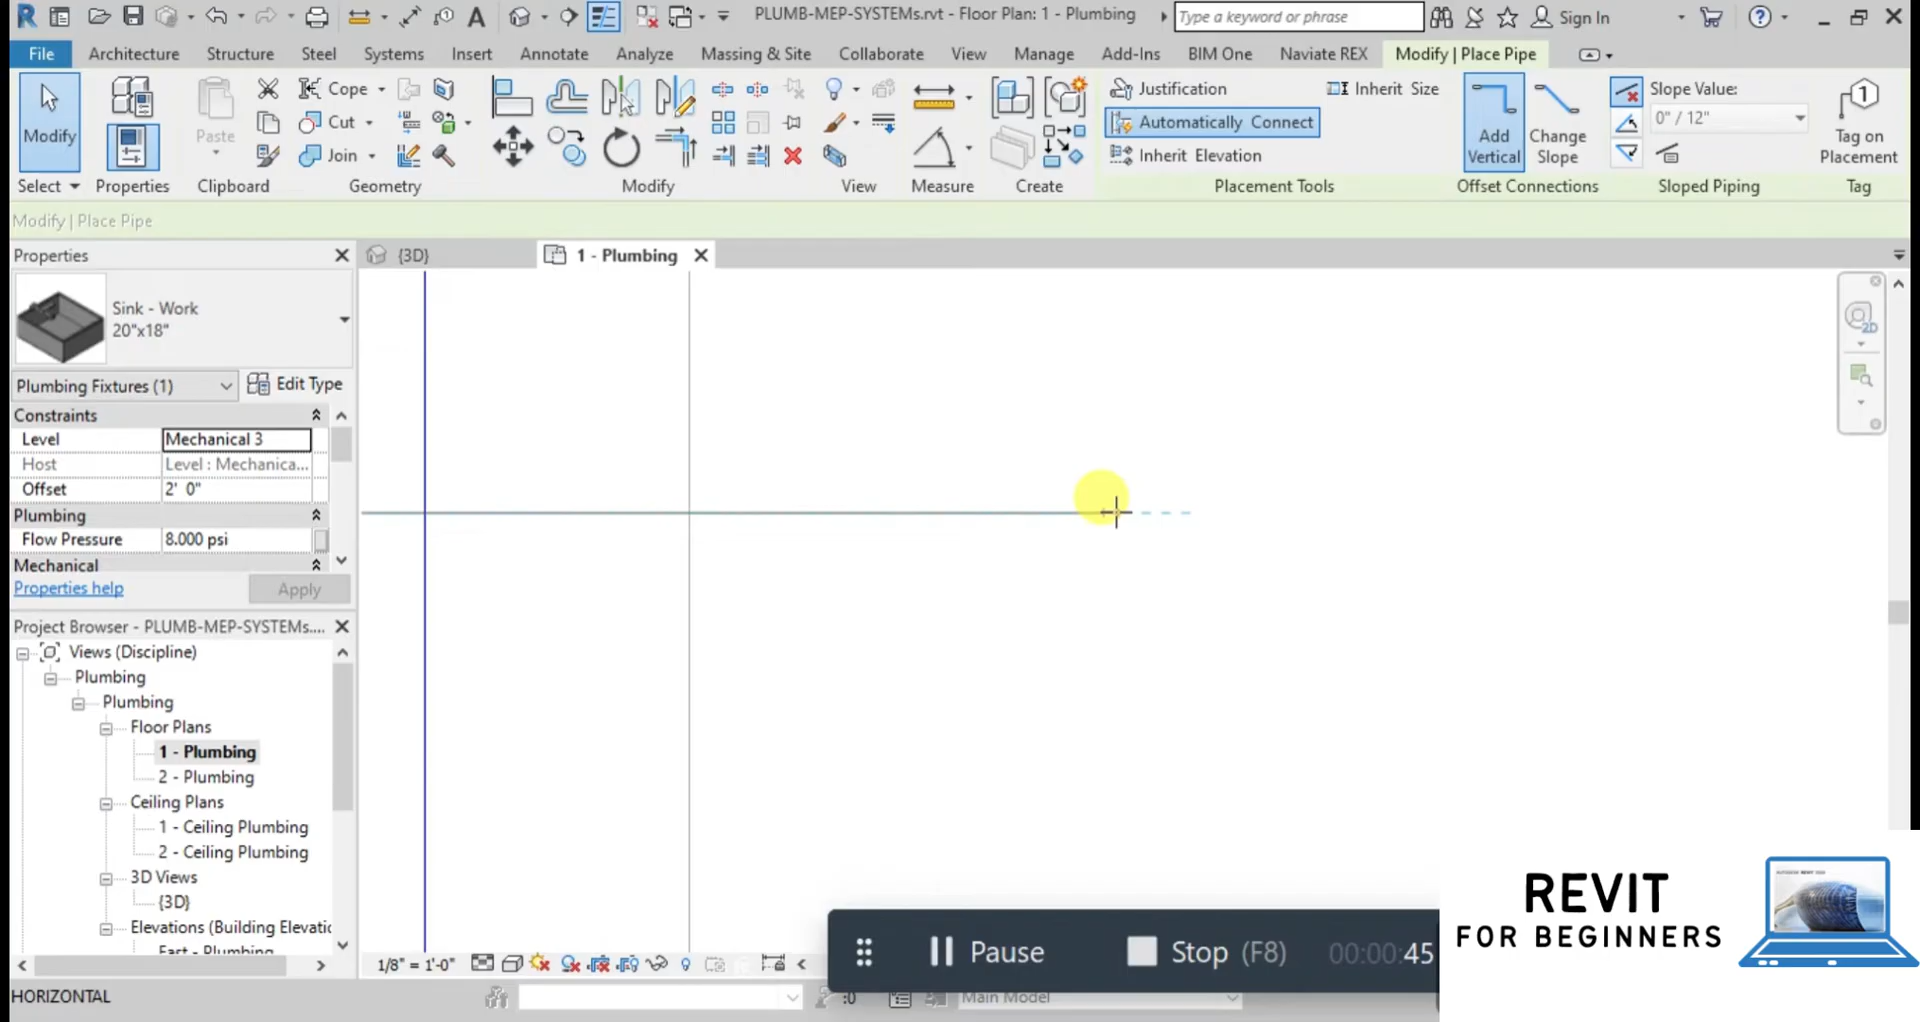 PLUMB-MEP-SYSTEMs.rvt - Floor Plan: 1 - Plumbing
Type a keyword or phrase
Sign In
File Architecture Structure Steel Systems Insert Annotate Analyze Massing & Site Collaborate View Manage Add-Ins BIM One Naviate REX Modify | Place Pipe
Modify
Properties
Paste
Cope
Cut
Join
Justification
Automatically Connect
Inherit Elevation
Inherit Size
Add Vertical
Change Slope
Slope Value:
0" / 12"
Tag on Placement
Select Properties Clipboard Geometry Modify View Measure Create Placement Tools Offset Connections Sloped Piping Tag
Modify | Place Pipe
Properties
{3D}
1 - Plumbing
Sink - Work
20"x18"
Plumbing Fixtures (1)
Edit Type
Constraints
Level Mechanical 3
Host Level : Mechanica...
Offset 2' 0"
Plumbing
Flow Pressure 8.000 psi
Mechanical
Properties help
Apply
Project Browser - PLUMB-MEP-SYSTEMs....
Views (Discipline)
Plumbing
Plumbing
Floor Plans
1 - Plumbing
2 - Plumbing
Ceiling Plans
1 - Ceiling Plumbing
2 - Ceiling Plumbing
3D Views
{3D}
Elevations (Building Elevatic
East - Plumbing
1/8" = 1'-0"
HORIZONTAL
:0
Main Model
Pause
Stop (F8)
00:00:45
REVIT
FOR BEGINNERS